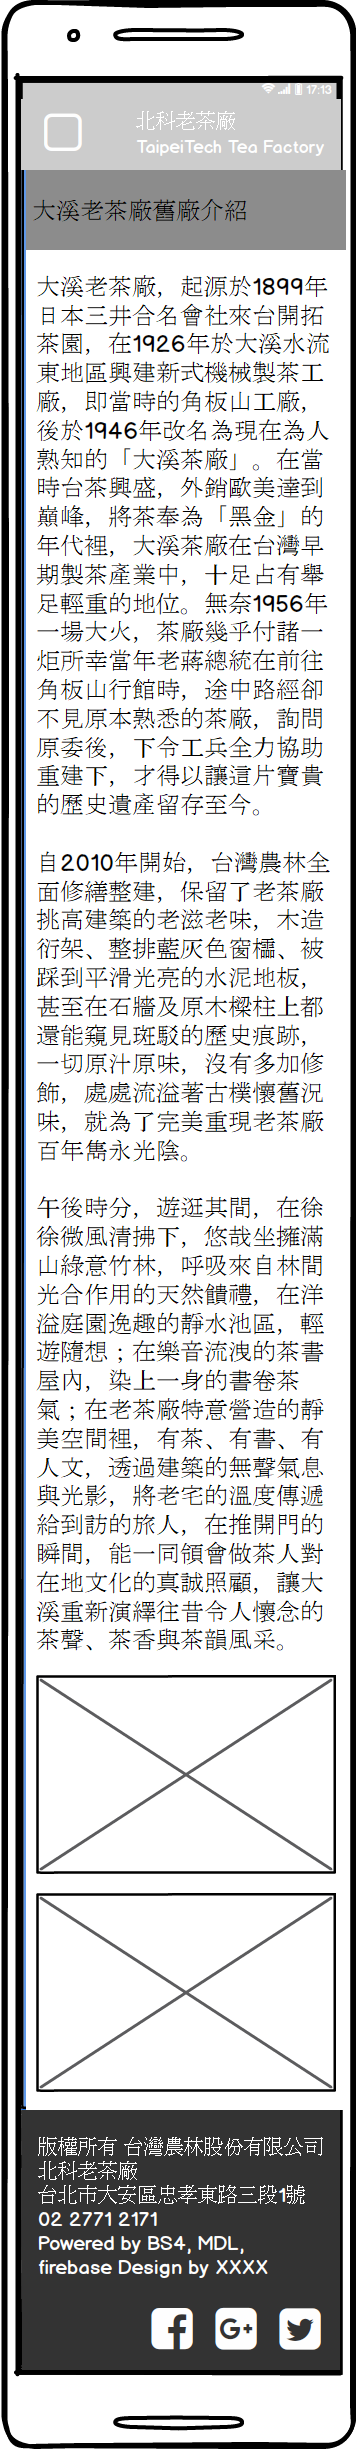 17:13
北科老茶廠
TaipeiTech Tea Factory
大溪老茶廠舊廠介紹
大溪老茶廠，起源於1899年
日本三井合名會社來台開拓
茶園，在1926年於大溪水流
東地區興建新式機械製茶工
廠，即當時的角板山工廠，
後於1946年改名為現在為人
熟知的「大溪茶廠」。在當
時台茶興盛，外銷歐美達到
巔峰，將茶奉為「黑金」的
年代裡，大溪茶廠在台灣早
期製茶產業中，十足占有舉
足輕重的地位。無奈1956年
一場大火，茶廠幾乎付諸一
炬所幸當年老蔣總統在前往
角板山行館時，途中路經卻
不見原本熟悉的茶廠，詢問
原委後，下令工兵全力協助
重建下，才得以讓這片寶貴
的歷史遺產留存至今。
自2010年開始，台灣農林全
面修繕整建，保留了老茶廠
挑高建築的老滋老味，木造
衍架、整排藍灰色窗櫺、被
踩到平滑光亮的水泥地板，
甚至在石牆及原木樑柱上都
還能窺見斑駁的歷史痕跡，
一切原汁原味，沒有多加修
飾，處處流溢著古樸懷舊況
味，就為了完美重現老茶廠
百年雋永光陰。
午後時分，遊逛其間，在徐
徐微風清拂下，悠哉坐擁滿
山綠意竹林，呼吸來自林間
光合作用的天然饋禮，在洋
溢庭園逸趣的靜水池區，輕
遊隨想；在樂音流洩的茶書
屋內，染上一身的書卷茶
氣；在老茶廠特意營造的靜
美空間裡，有茶、有書、有
人文，透過建築的無聲氣息
與光影，將老宅的溫度傳遞
給到訪的旅人，在推開門的
瞬間，能一同領會做茶人對
在地文化的真誠照顧，讓大
溪重新演繹往昔令人懷念的
茶聲、茶香與茶韻風采。
版權所有 台灣農林股份有限公司
北科老茶廠
台北市大安區忠孝東路三段1號
02 2771 2171
Powered by BS4, MDL,
firebase Design by XXXX